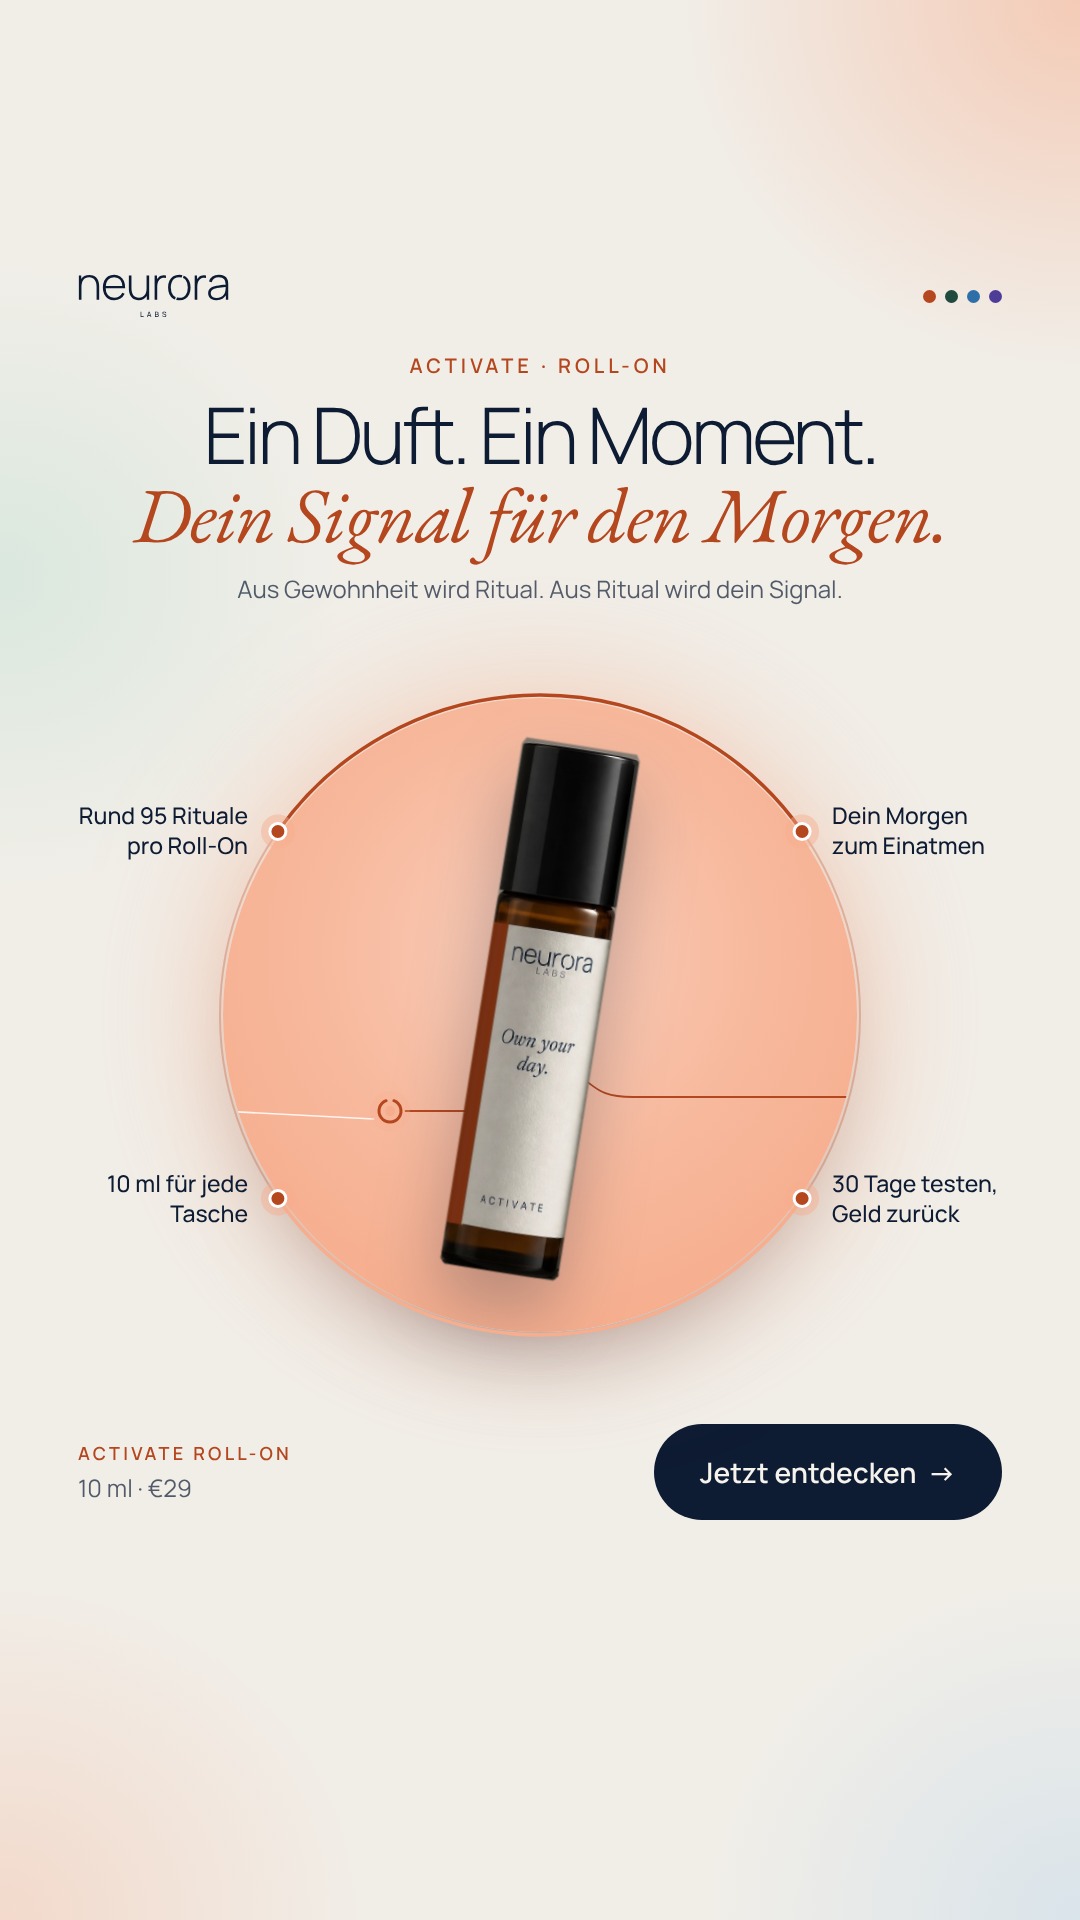 neurora
LABS
ACTIVATE · ROLL-ON
Ein Duft. Ein Moment.
Dein Signal für den Morgen.
Aus Gewohnheit wird Ritual. Aus Ritual wird dein Signal.
Rund 95 Rituale
pro Roll-On
Dein Morgen
zum Einatmen
neurora
LABS
Own your
day.
ACTIVATE
10 ml für jede
Tasche
30 Tage testen,
Geld zurück
ACTIVATE ROLL-ON
10 ml · €29
Jetzt entdecken →